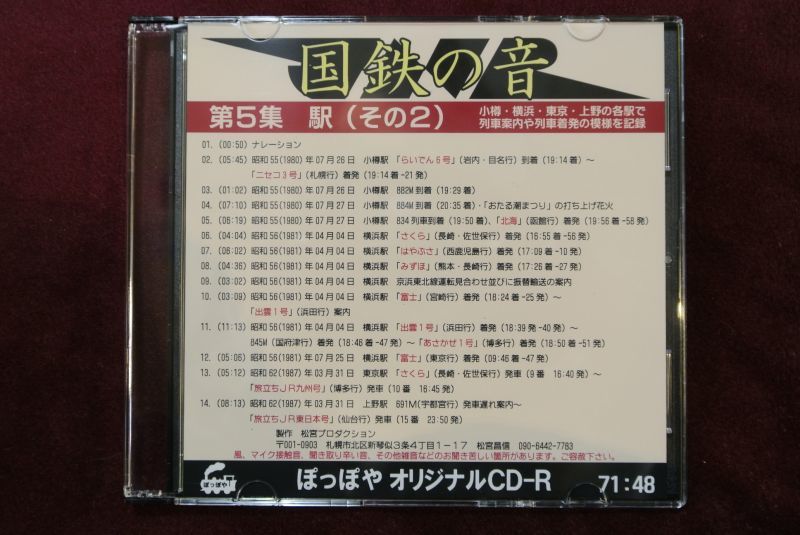 国鉄の音
第5集 駅(その2)
小樽・横浜・東京・上野の各駅で
列車案内や列車着発の模様を記録
01. (00:50) ナレーション
02. (05:45) 昭和55(1980)年07月26日 小樽駅 「らいでん6号」(岩内・目名行)到着(19:14着)~
「ニセコ3号」(札幌行)着発(19:14着-21発)
03. (01:02) 昭和55(1980)年07月26日 小樽駅 882M到着(19:29着)
04. (07:10) 昭和55(1980)年07月27日 小樽駅 884M到着(20:35着)・「おたる潮まつり」の打ち上げ花火
05. (06:19) 昭和55(1980)年07月27日 小樽駅 834列車到着(19:50着)、「北海」(函館行)着発(19:56着-58発)
06. (04:04) 昭和56(1981)年04月04日 横浜駅 「さくら」(長崎・佐世保行)着発(16:55着-56発)
07. (06:02) 昭和56(1981)年04月04日 横浜駅 「はやぶさ」(西鹿児島行)着発(17:09着-10発)
08. (04:36) 昭和56(1981)年04月04日 横浜駅 「みずほ」(熊本・長崎行)着発(17:26着-27発)
09. (03:02) 昭和56(1981)年04月04日 横浜駅 京浜東北線運転見合わせ並びに振替輸送の案内
10. (03:09) 昭和56(1981)年04月04日 横浜駅 「富士」(宮崎行)着発(18:24着-25発)~
「出雲1号」(浜田行)案内
11. (11:13) 昭和56(1981)年04月04日 横浜駅 「出雲1号」(浜田行)着発(18:39発-40発)~
845M(国府津行)着発(18:46着-47発)~「あさかぜ1号」(博多行)着発(18:50着-51発)
12. (05:06) 昭和56(1981)年07月25日 横浜駅 「富士」(東京行)着発(09:46着-47発)
13. (05:12) 昭和62(1987)年03月31日 東京駅 「さくら」(長崎・佐世保行)発車(9番 16:40発)~
「旅立ちJR九州号」(博多行)発車(10番 16:45発)
14. (08:13) 昭和62(1987)年03月31日 上野駅 691M(宇都宮行)発車遅れ案内~
「旅立ちJR東日本号」(仙台行)発車(15番 23:50発)
製作 松宮プロダクション
〒001-0903 札幌市北区新琴似3条4丁目1-17 松宮昌信 090-6442-7763
風、マイク接触音、聞き取り辛い音、その他雑音などのお聞き苦しい箇所があります。ご容赦下さい。
ぽっぽや!
ぽっぽや オリジナルCD-R 71:48